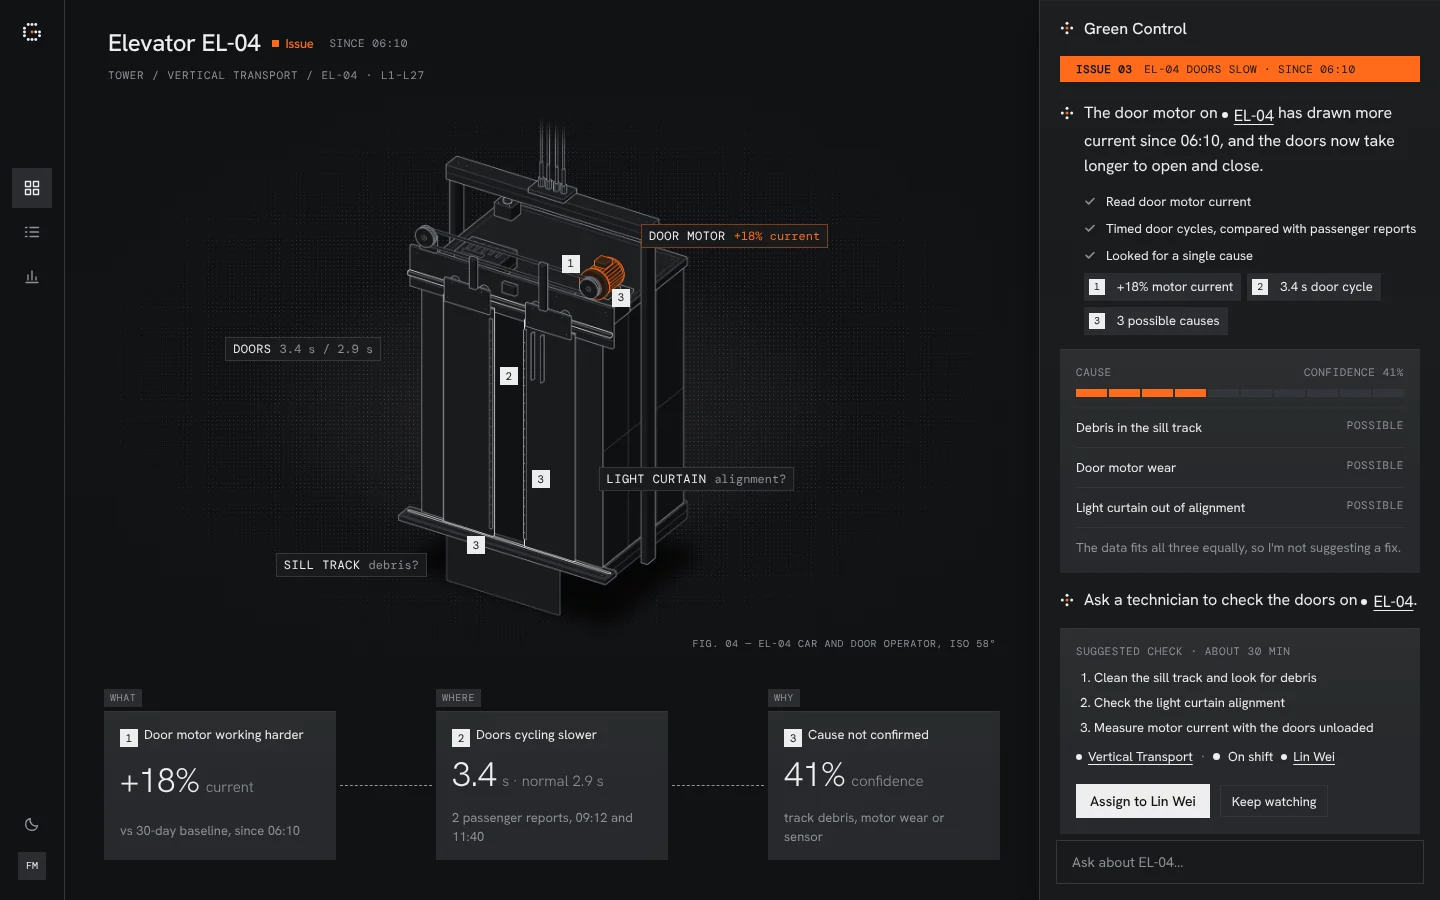 Elevator EL-04 Issue SINCE 06:10
TOWER / VERTICAL TRANSPORT / EL-04 · L1–L27
DOOR MOTOR +18% current
1
3
DOORS 3.4 s / 2.9 s
2
3
LIGHT CURTAIN alignment?
3
SILL TRACK debris?
FIG. 04 — EL-04 CAR AND DOOR OPERATOR, ISO 58°
WHAT
1 Door motor working harder
+18% current
vs 30-day baseline, since 06:10
WHERE
2 Doors cycling slower
3.4 s · normal 2.9 s
2 passenger reports, 09:12 and
11:40
WHY
3 Cause not confirmed
41% confidence
track debris, motor wear or
sensor
FM
Green Control
ISSUE 03 EL-04 DOORS SLOW · SINCE 06:10
The door motor on EL-04 has drawn more
current since 06:10, and the doors now take
longer to open and close.
Read door motor current
Timed door cycles, compared with passenger reports
Looked for a single cause
1 +18% motor current 2 3.4 s door cycle
3 3 possible causes
CAUSE CONFIDENCE 41%
Debris in the sill track POSSIBLE
Door motor wear POSSIBLE
Light curtain out of alignment POSSIBLE
The data fits all three equally, so I'm not suggesting a fix.
Ask a technician to check the doors on EL-04.
SUGGESTED CHECK · ABOUT 30 MIN
1. Clean the sill track and look for debris
2. Check the light curtain alignment
3. Measure motor current with the doors unloaded
Vertical Transport · On shift Lin Wei
Assign to Lin Wei Keep watching
Ask about EL-04...